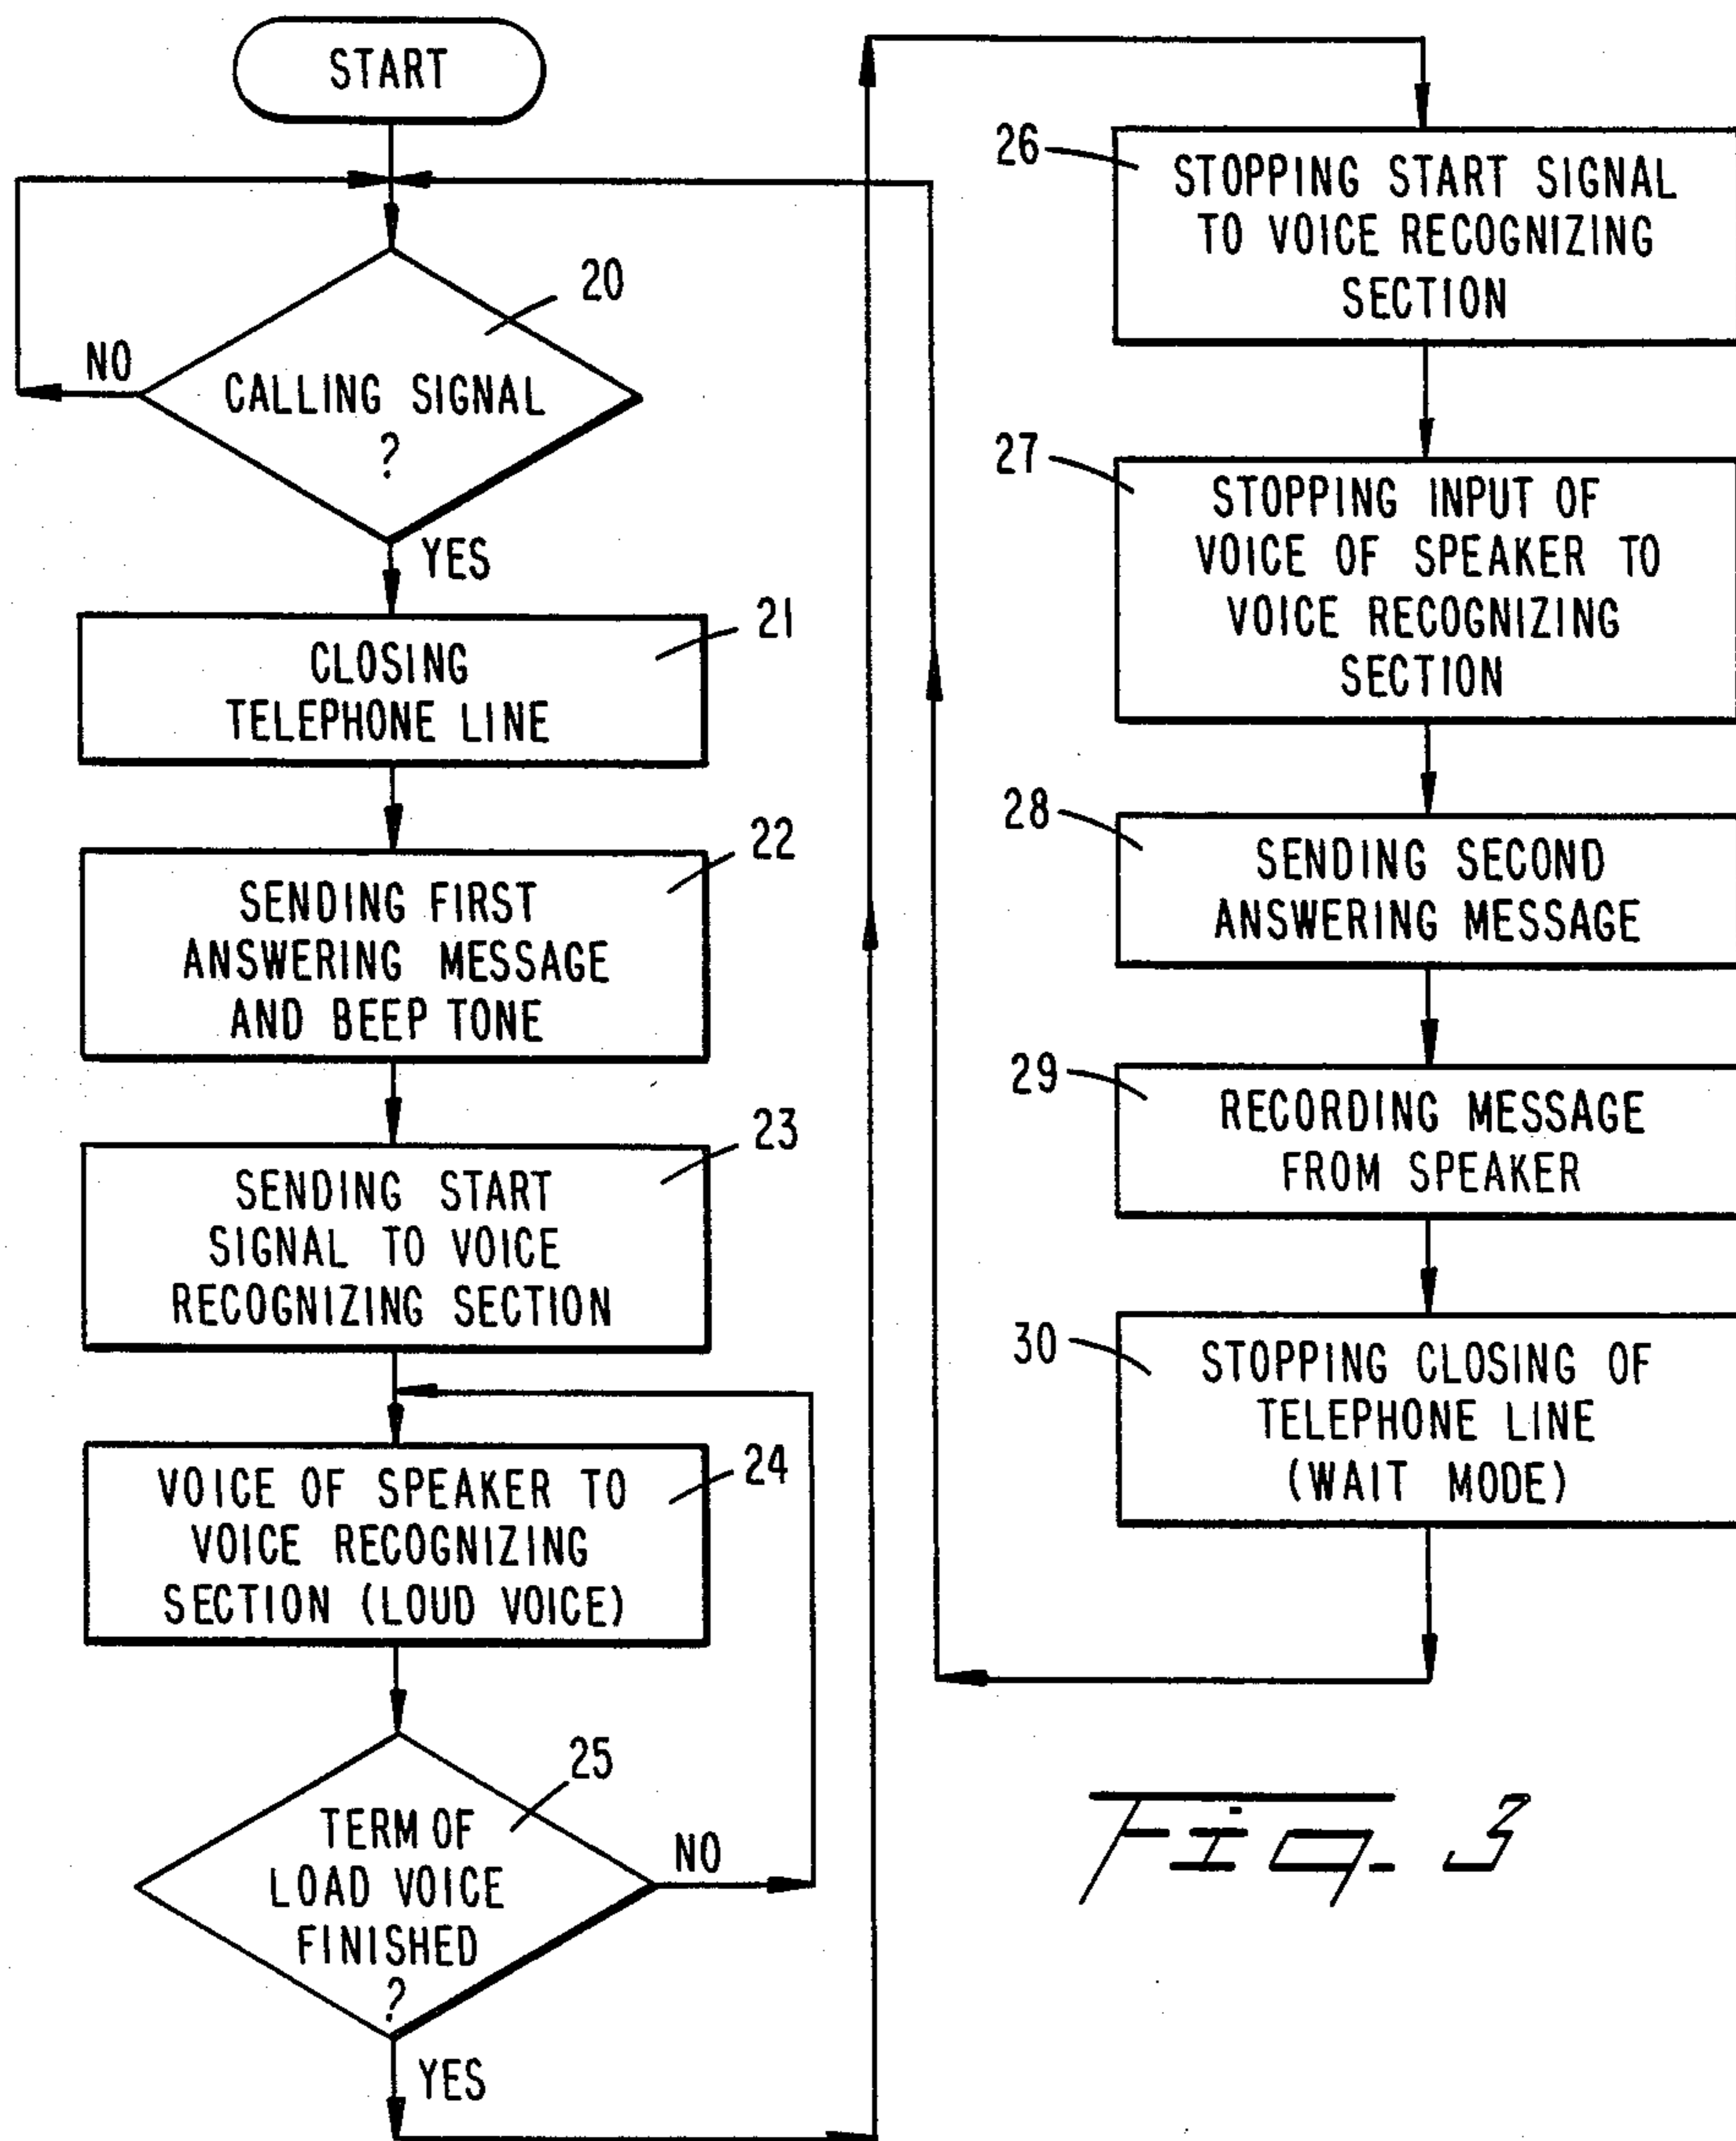 START
20
CALLING SIGNAL
?
NO
YES
21
CLOSING
TELEPHONE LINE
22
SENDING FIRST
ANSWERING MESSAGE
AND BEEP TONE
23
SENDING START
SIGNAL TO VOICE
RECOGNIZING SECTION
24
VOICE OF SPEAKER TO
VOICE RECOGNIZING
SECTION (LOUD VOICE)
25
TERM OF
LOAD VOICE
FINISHED
?
NO
YES
26
STOPPING START SIGNAL
TO VOICE RECOGNIZING
SECTION
27
STOPPING INPUT OF
VOICE OF SPEAKER TO
VOICE RECOGNIZING
SECTION
28
SENDING SECOND
ANSWERING MESSAGE
29
RECORDING MESSAGE
FROM SPEAKER
30
STOPPING CLOSING OF
TELEPHONE LINE
(WAIT MODE)
Fig. 3